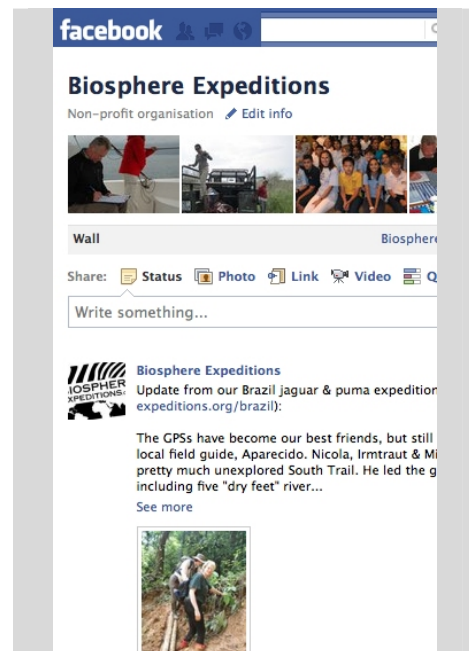 facebook
Biosphere Expeditions
Non-profit organisation Edit info
Wall Biosphere
Share: Status Photo Link Video Q
Write something...
BIOSPHER
EXPEDITIONS
Biosphere Expeditions
Update from our Brazil jaguar & puma expedition
expeditions.org/brazil):
The GPSs have become our best friends, but still
local field guide, Aparecido. Nicola, Irmtraut & Mi
pretty much unexplored South Trail. He led the g
including five "dry feet" river...
See more